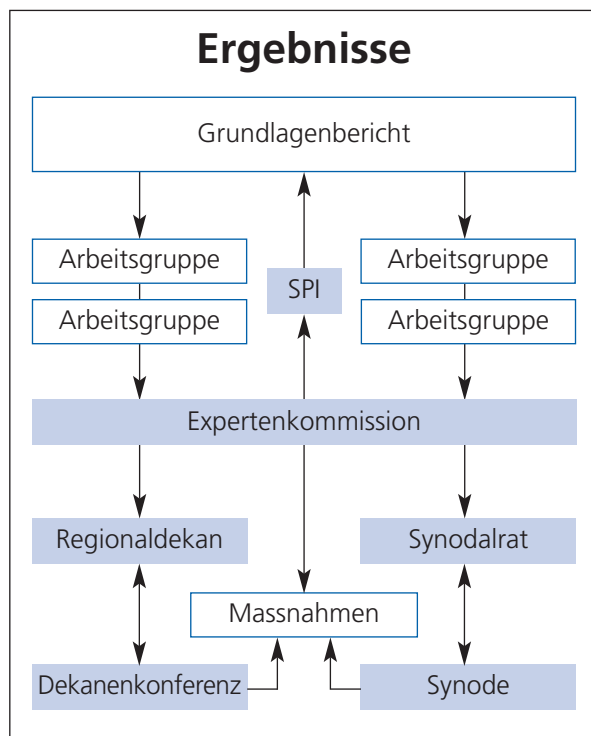 Ergebnisse
Grundlagenbericht
Arbeitsgruppe
Arbeitsgruppe
SPI
Arbeitsgruppe
Arbeitsgruppe
Expertenkommission
Regionaldekan
Synodalrat
Massnahmen
Dekanenkonferenz
Synode